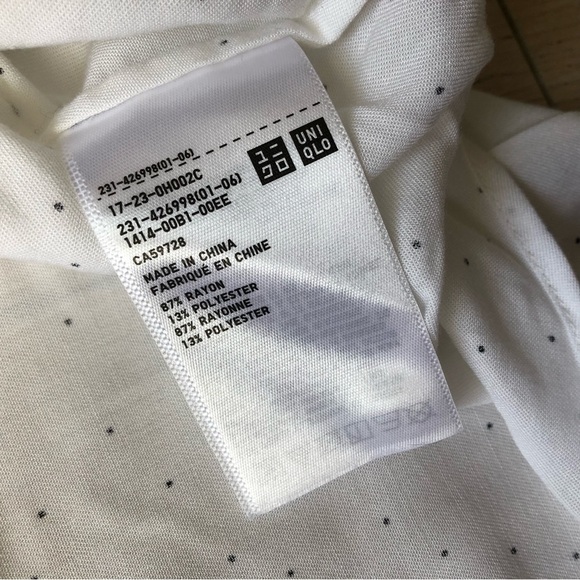 231-426998(01-06)
ユニ
クロ
UNI
QLO
17-23-0H002C
231-426998(01-06)
1414-00B1-00EE
CA59728
MADE IN CHINA
FABRIQUÉ EN CHINE
87% RAYON
13% POLYESTER
87% RAYONNE
13% POLYESTER